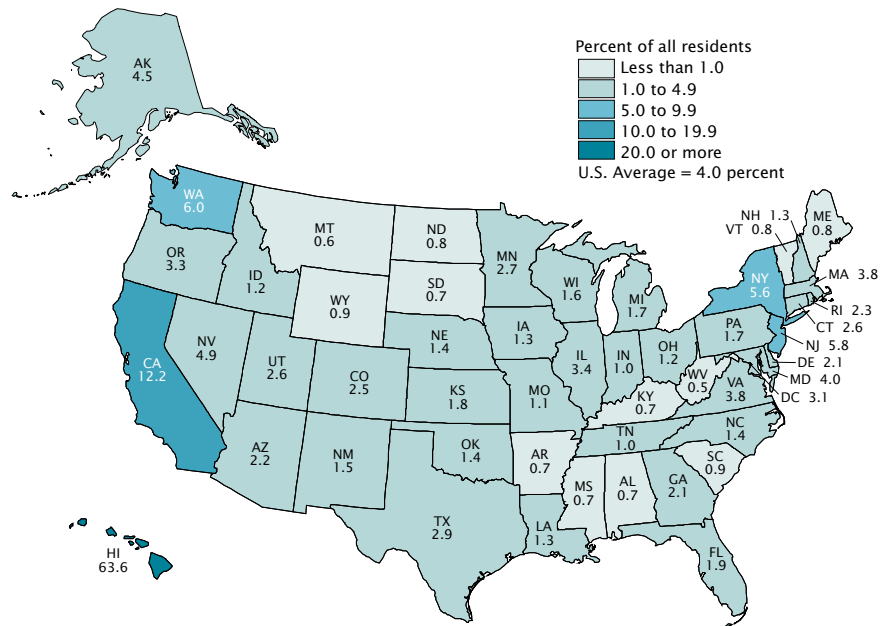 AK
4.5
Percent of all residents
Less than 1.0
1.0 to 4.9
5.0 to 9.9
10.0 to 19.9
20.0 or more
U.S. Average = 4.0 percent
WA
6.0
MT
0.6
ND
0.8
MN
2.7
NH 1.3
VT 0.8
ME
0.8
OR
3.3
ID
1.2
WY
0.9
SD
0.7
WI
1.6
MI
1.7
NY
5.6
MA 3.8
RI 2.3
CT 2.6
NJ 5.8
DE 2.1
MD 4.0
DC 3.1
CA
12.2
NV
4.9
UT
2.6
CO
2.5
NE
1.4
KS
1.8
IA
1.3
MO
1.1
IL
3.4
IN
1.0
OH
1.2
PA
1.7
WV
0.5
VA
3.8
KY
0.7
NC
1.4
TN
1.0
SC
0.9
AZ
2.2
NM
1.5
OK
1.4
AR
0.7
MS
0.7
AL
0.7
GA
2.1
TX
2.9
LA
1.3
FL
1.9
HI
63.6